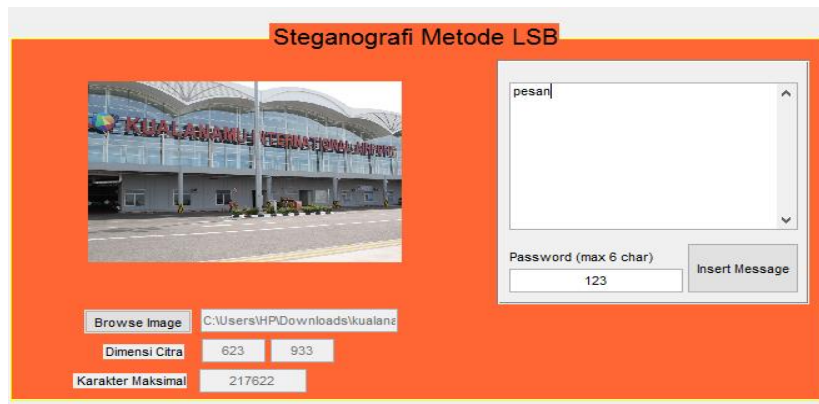 Steganografi Metode LSB
KUALANAMU INTERNATIONAL AIRPORT
pesan
Password (max 6 char)
123
Insert Message
Browse Image
C:\Users\HP\Downloads\kualana
Dimensi Citra
623
933
Karakter Maksimal
217622